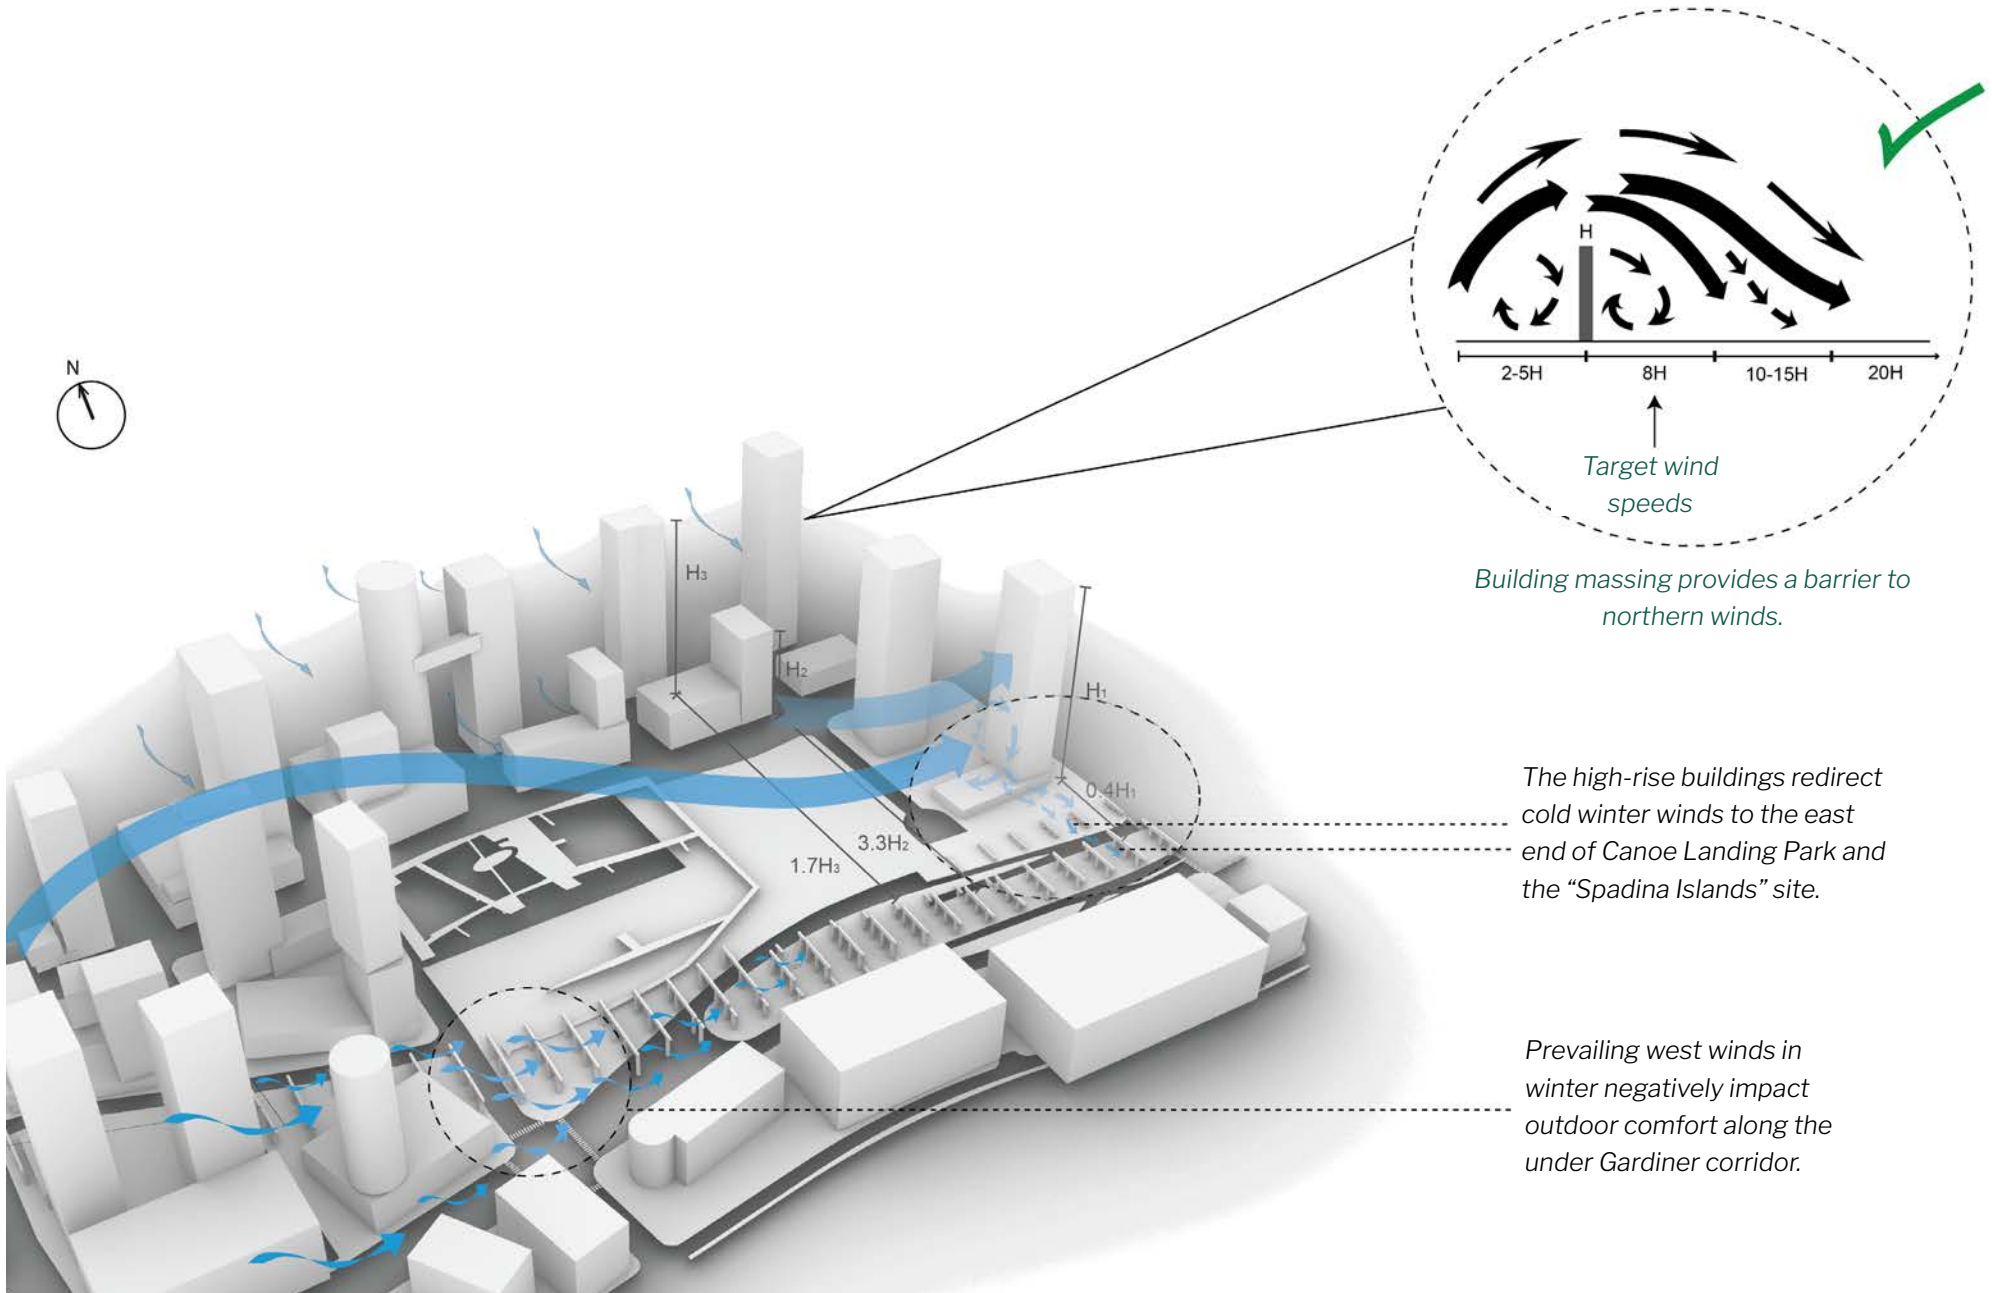 H
2-5H
8H
10-15H
20H
Target wind
speeds
Building massing provides a barrier to
northern winds.
N
H₃
H₂
H₁
0.4H₁
3.3H₂
1.7H₃
The high-rise buildings redirect
cold winter winds to the east
end of Canoe Landing Park and
the “Spadina Islands” site.
Prevailing west winds in
winter negatively impact
outdoor comfort along the
under Gardiner corridor.